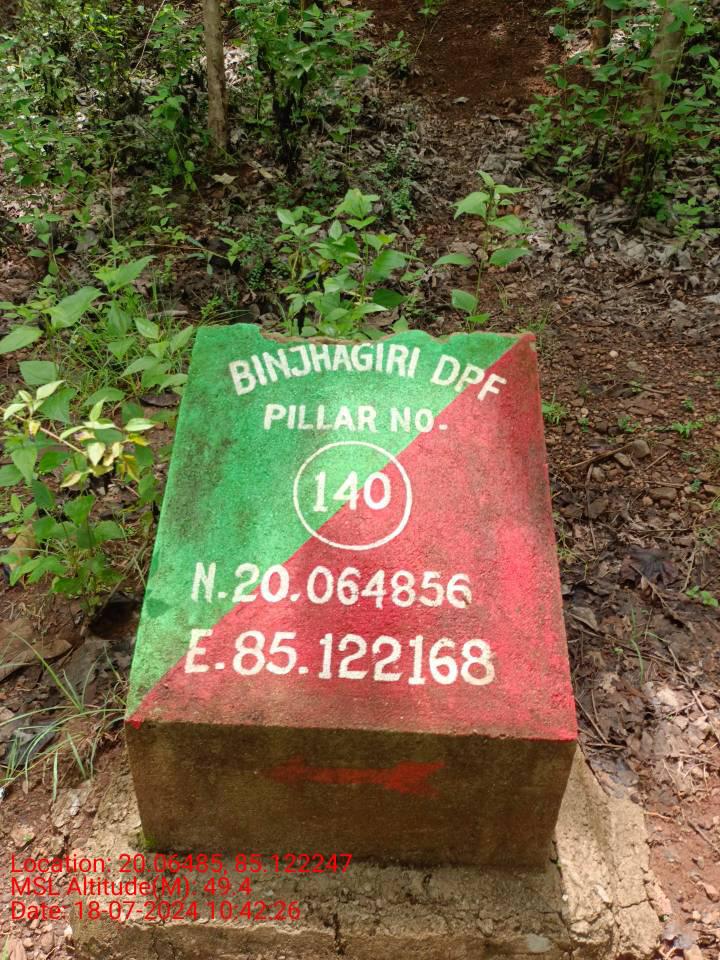 BINJHAGIRI DPF
PILLAR NO.
140
N.20.064856
E.85.122168
Location: 20.06485, 85.122247
MSL Altitude(M): 49.4
Date: 18-07-2024 10:42:26